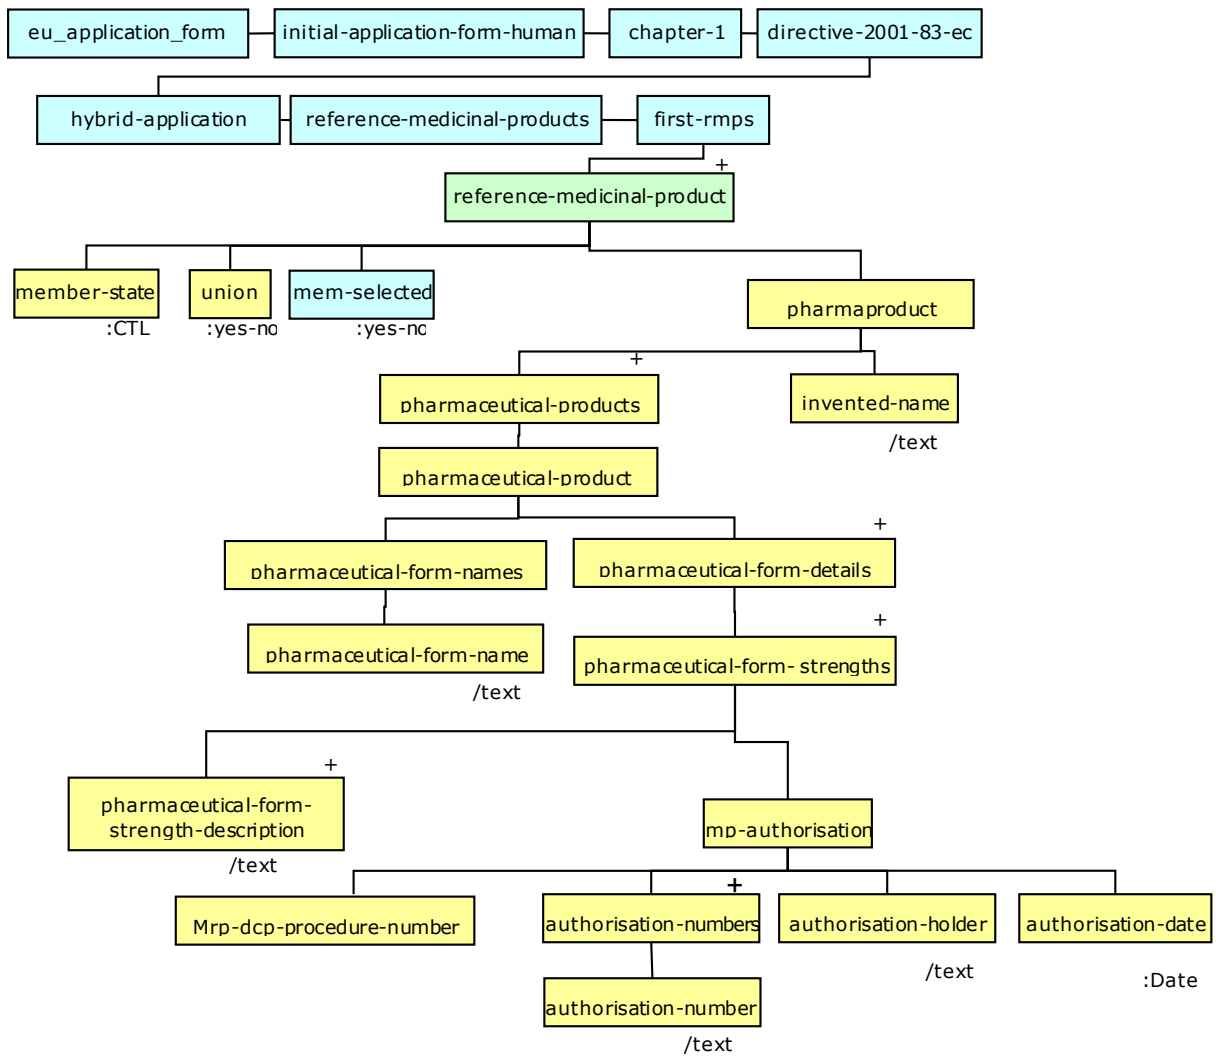 eu_application_form
initial-application-form-human
chapter-1
directive-2001-83-ec
hybrid-application
reference-medicinal-products
first-rmps
+
reference-medicinal-product
member-state
union
mem-selected
:CTL
:yes-no
:yes-no
pharmaproduct
+
pharmaceutical-products
invented-name
/text
pharmaceutical-product
+
pharmaceutical-form-names
pharmaceutical-form-details
+
pharmaceutical-form-name
pharmaceutical-form- strengths
/text
+
pharmaceutical-form-
strength-description
/text
mp-authorisation
+
Mrp-dcp-procedure-number
authorisation-numbers
authorisation-holder
authorisation-date
/text
:Date
authorisation-number
/text